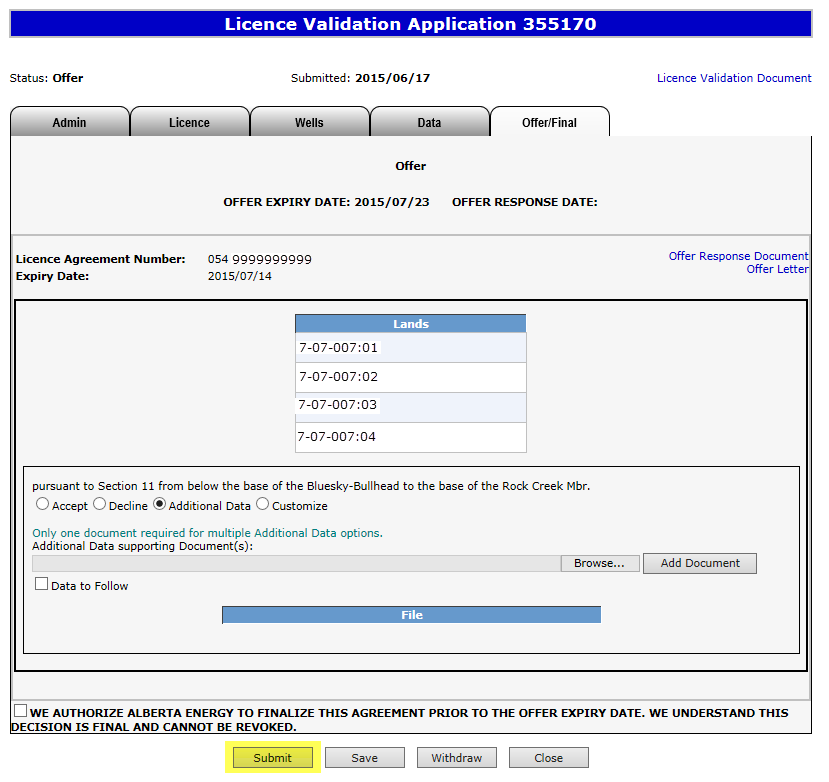 Licence Validation Application 355170
Status: Offer
Submitted: 2015/06/17
Licence Validation Document
Admin
Licence
Wells
Data
Offer/Final
Offer
OFFER EXPIRY DATE: 2015/07/23 OFFER RESPONSE DATE:
Licence Agreement Number: 054 9999999999
Expiry Date: 2015/07/14
Offer Response Document
Offer Letter
Lands
7-07-007:01
7-07-007:02
7-07-007:03
7-07-007:04
pursuant to Section 11 from below the base of the Bluesky-Bullhead to the base of the Rock Creek Mbr.
Accept Decline Additional Data Customize
Only one document required for multiple Additional Data options.
Additional Data supporting Document(s):
Browse... Add Document
Data to Follow
File
WE AUTHORIZE ALBERTA ENERGY TO FINALIZE THIS AGREEMENT PRIOR TO THE OFFER EXPIRY DATE. WE UNDERSTAND THIS
DECISION IS FINAL AND CANNOT BE REVOKED.
Submit Save Withdraw Close